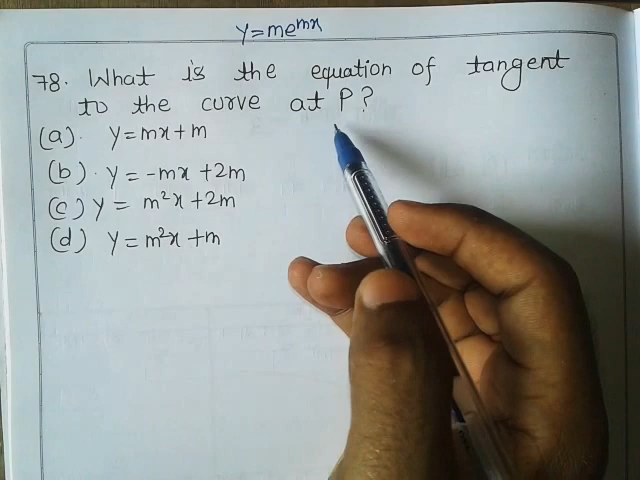 y=me^mx
78. What is the equation of tangent
to the curve at P?
(a). y=mx+m
(b). y = -mx +2m
(c) y = m²x+2m
(d) y = m²x +m